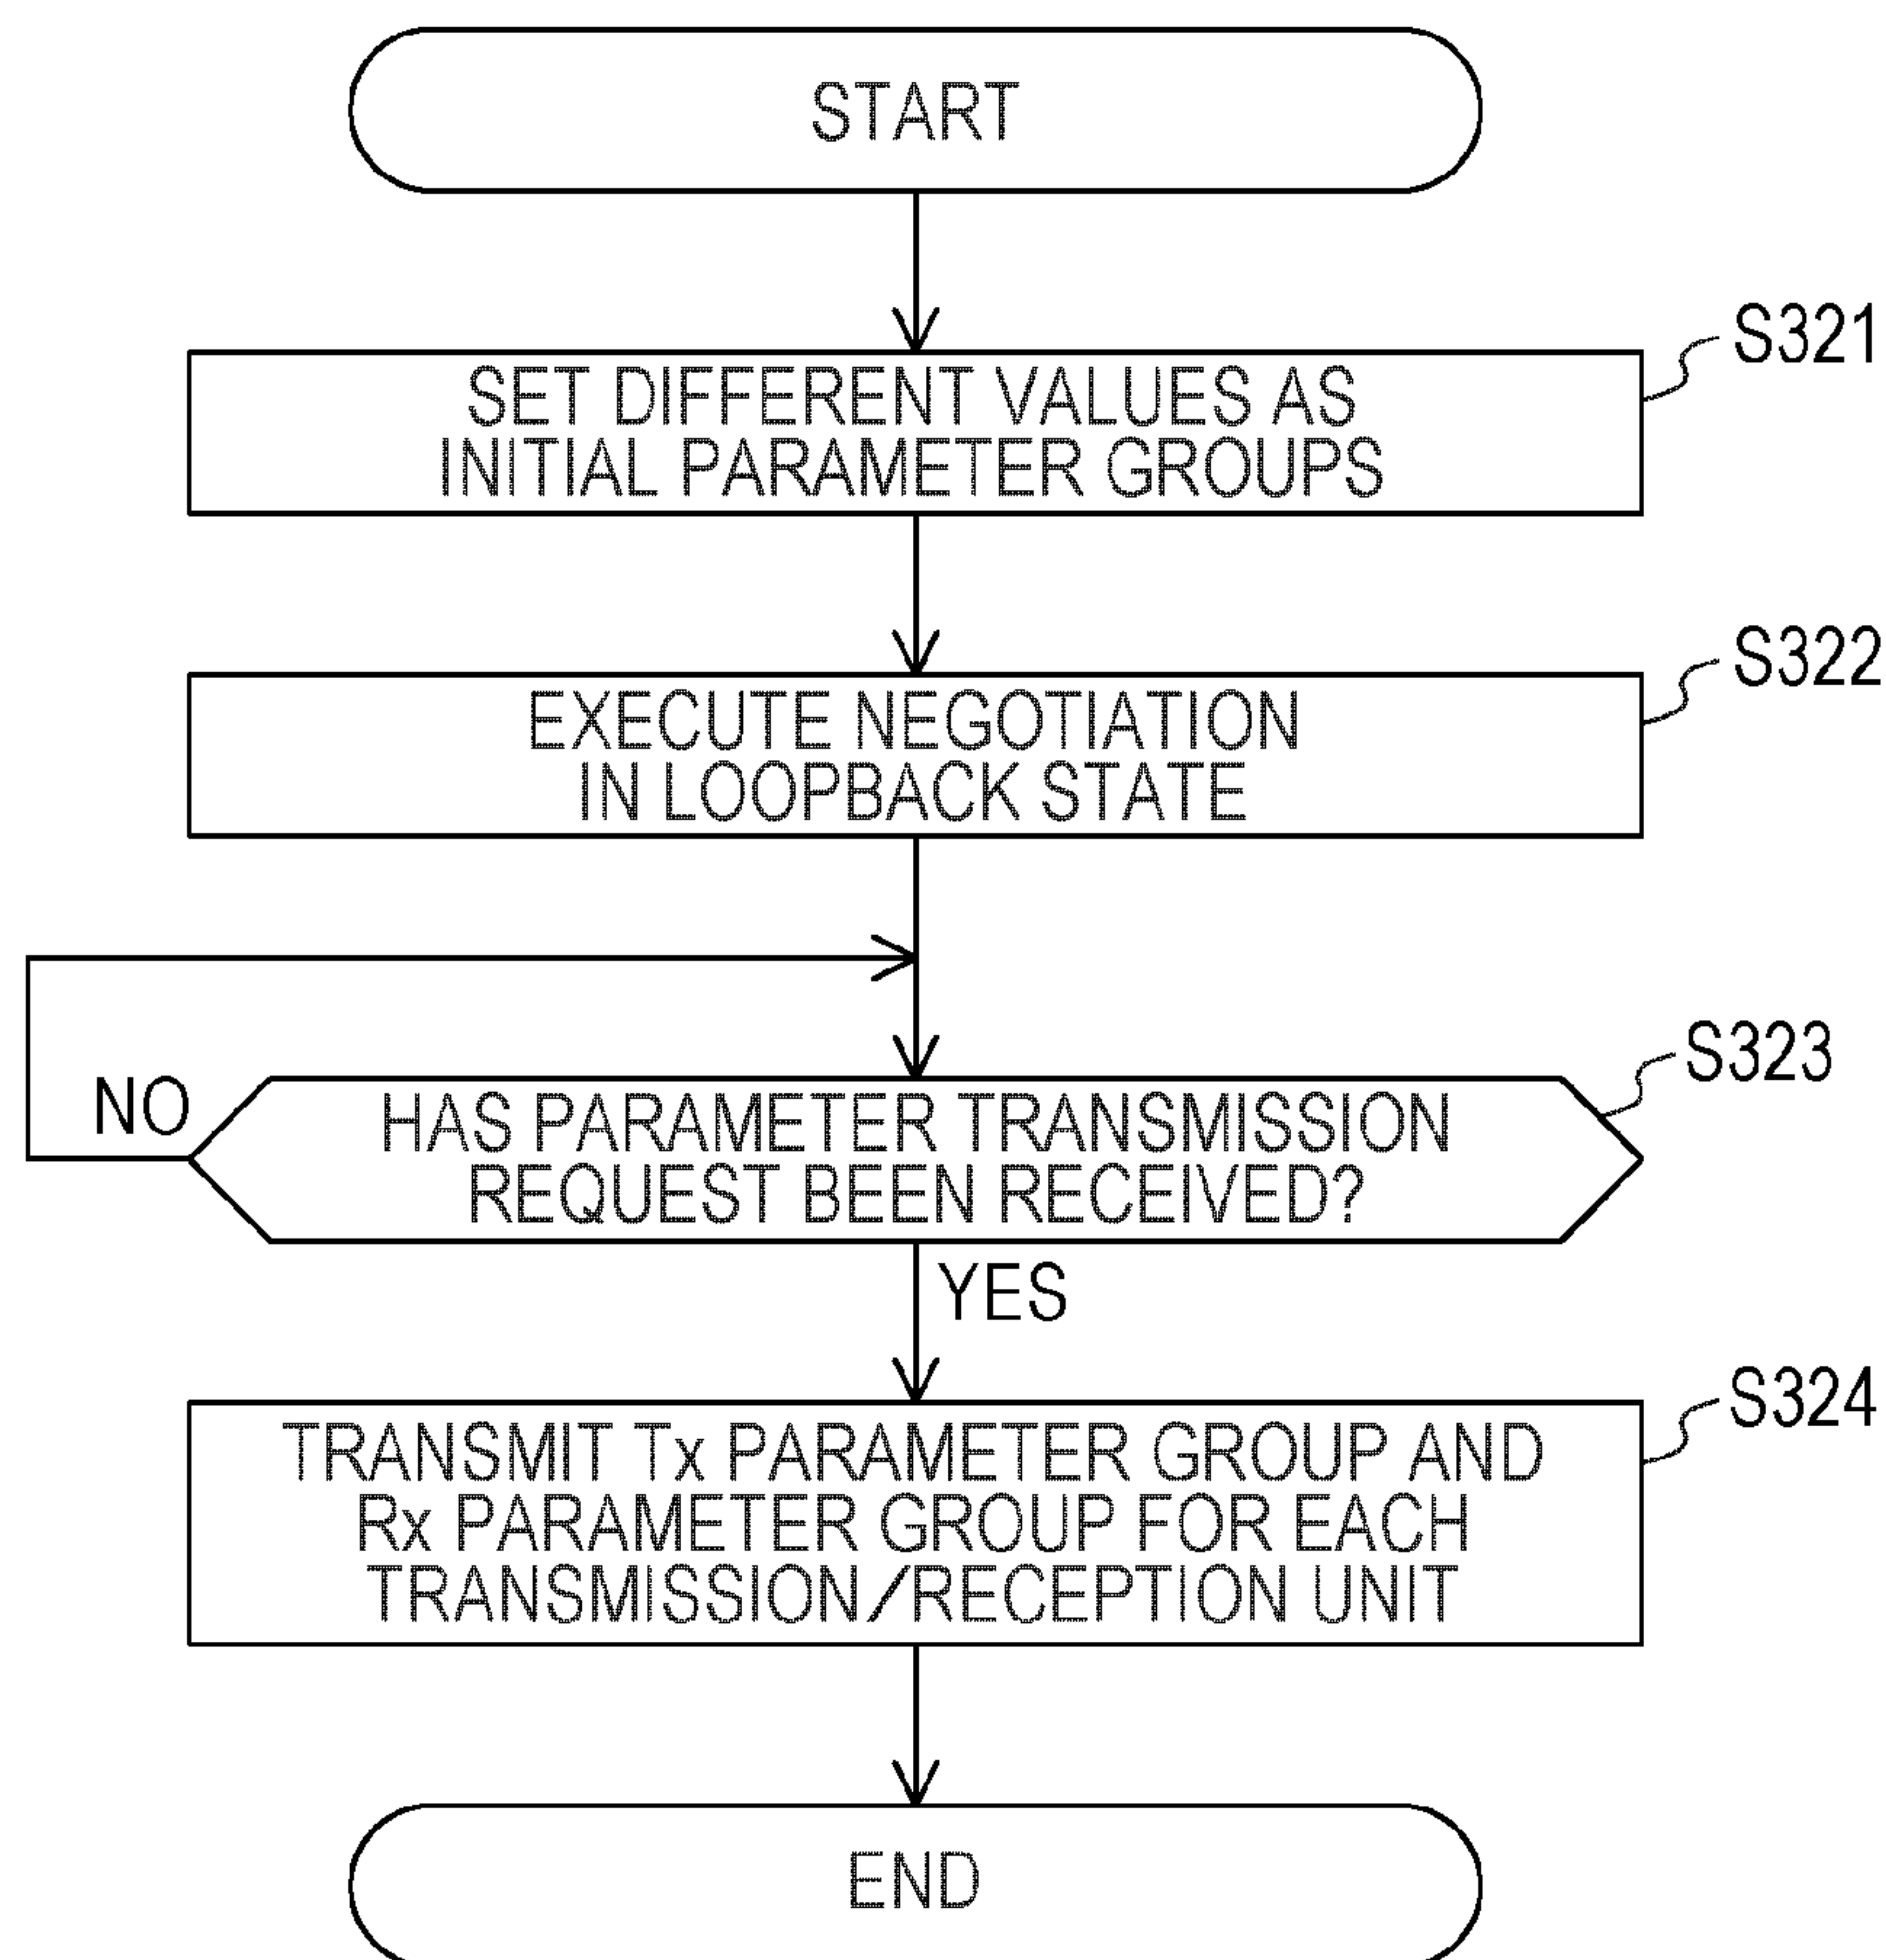 START
S321
SET DIFFERENT VALUES AS
INITIAL PARAMETER GROUPS
S322
EXECUTE NEGOTIATION
IN LOOPBACK STATE
S323
NO
HAS PARAMETER TRANSMISSION
REQUEST BEEN RECEIVED?
YES
S324
TRANSMIT Tx PARAMETER GROUP AND
Rx PARAMETER GROUP FOR EACH
TRANSMISSION/RECEPTION UNIT
END